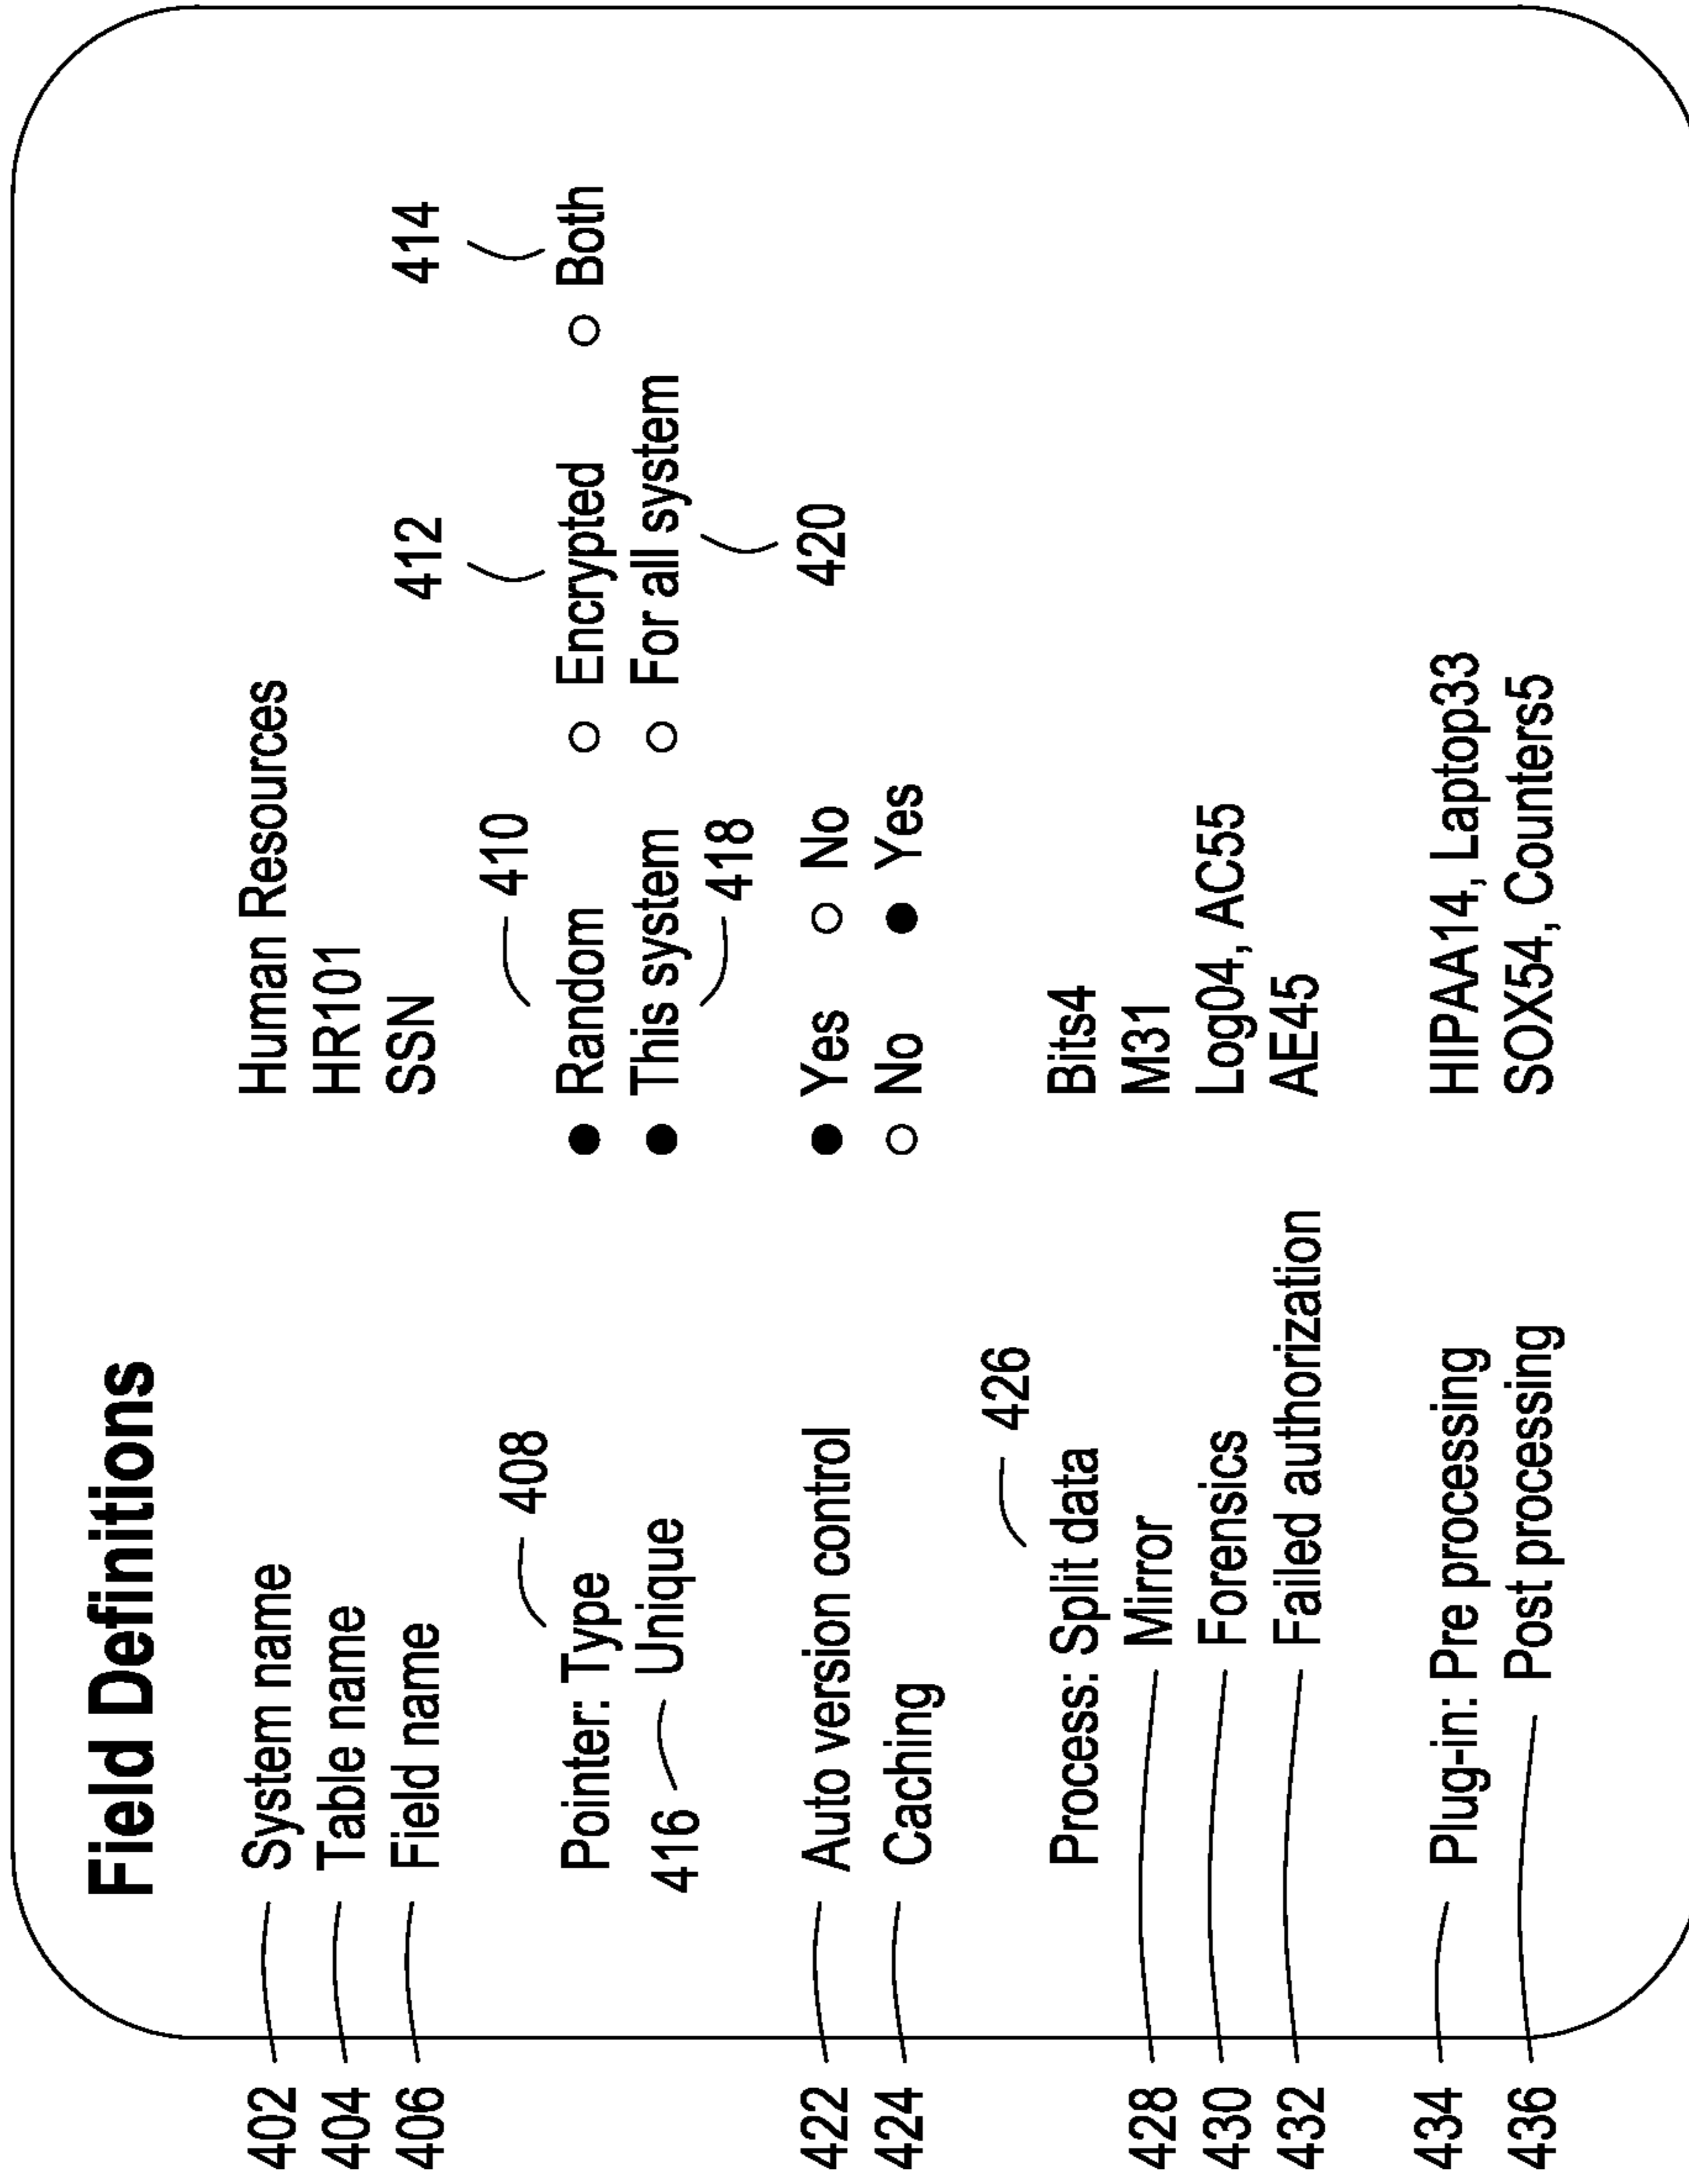 Field Definitions
402 System name Human Resources
404 Table name HR101
406 Field name SSN
408 410 412 414
Pointer: Type ● Random ○ Encrypted ○ Both
416 Unique ● This system ○ For all system
418 420
422 Auto version control ● Yes ○ No
424 Caching ○ No ● Yes
426
Process: Split data Bits4
428 Mirror M31
430 Forensics Log04, AC55
432 Failed authorization AE45
434 Plug-in: Pre processing HIPAA14, Laptop33
436 Post processing SOX54, Counters5